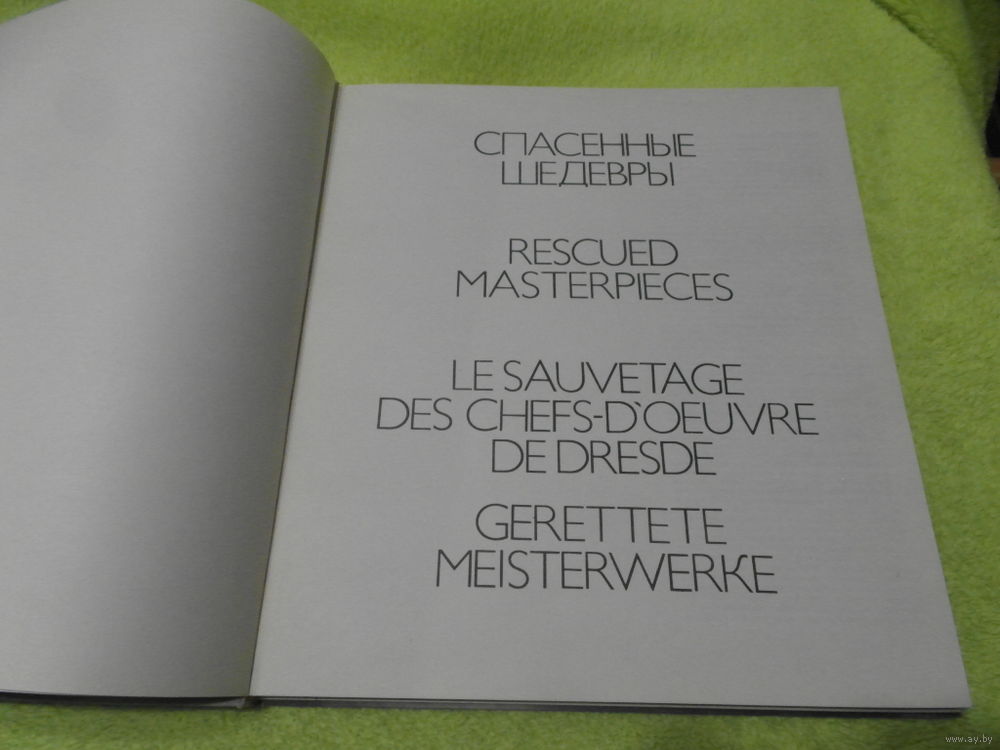 СПАСЕННЫЕ
ШЕДЕВРЫ
RESCUED
MASTERPIECES
LE SAUVETAGE
DES CHEFS-D`OEUVRE
DE DRESDE
GERETTETE
MEISTERWERKE
www.ay.by